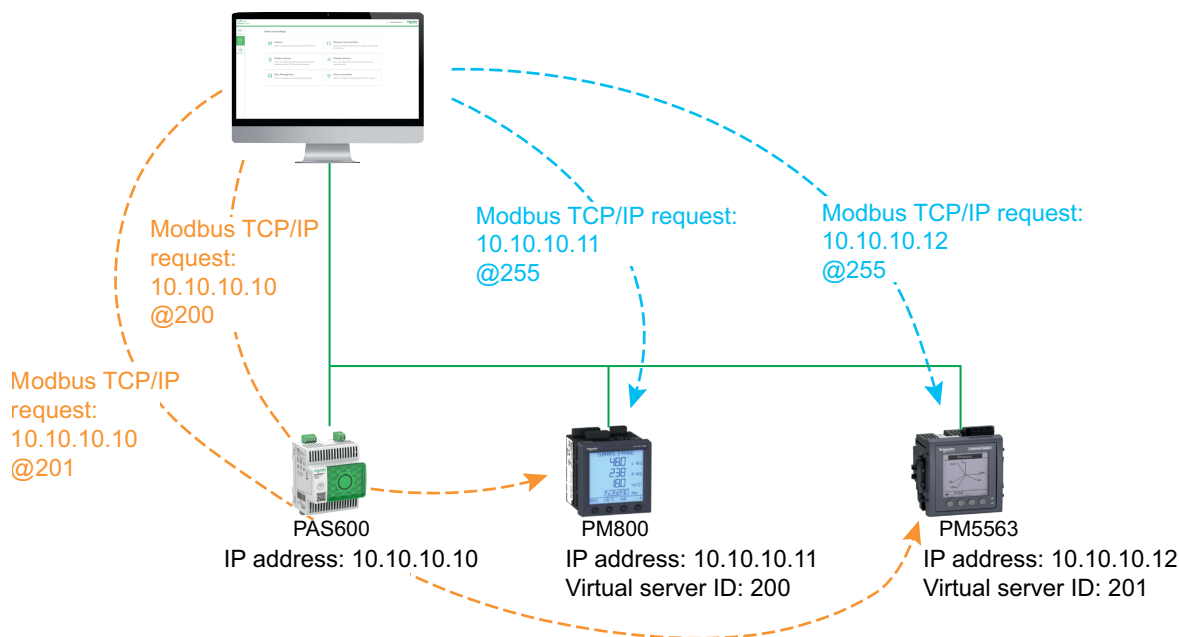 Modbus TCP/IP
request:
10.10.10.10
@200
Modbus TCP/IP request:
10.10.10.11
@255
Modbus TCP/IP request:
10.10.10.12
@255
Modbus TCP/IP
request:
10.10.10.10
@201
PAS600
IP address: 10.10.10.10
PM800
IP address: 10.10.10.11
Virtual server ID: 200
PM5563
IP address: 10.10.10.12
Virtual server ID: 201